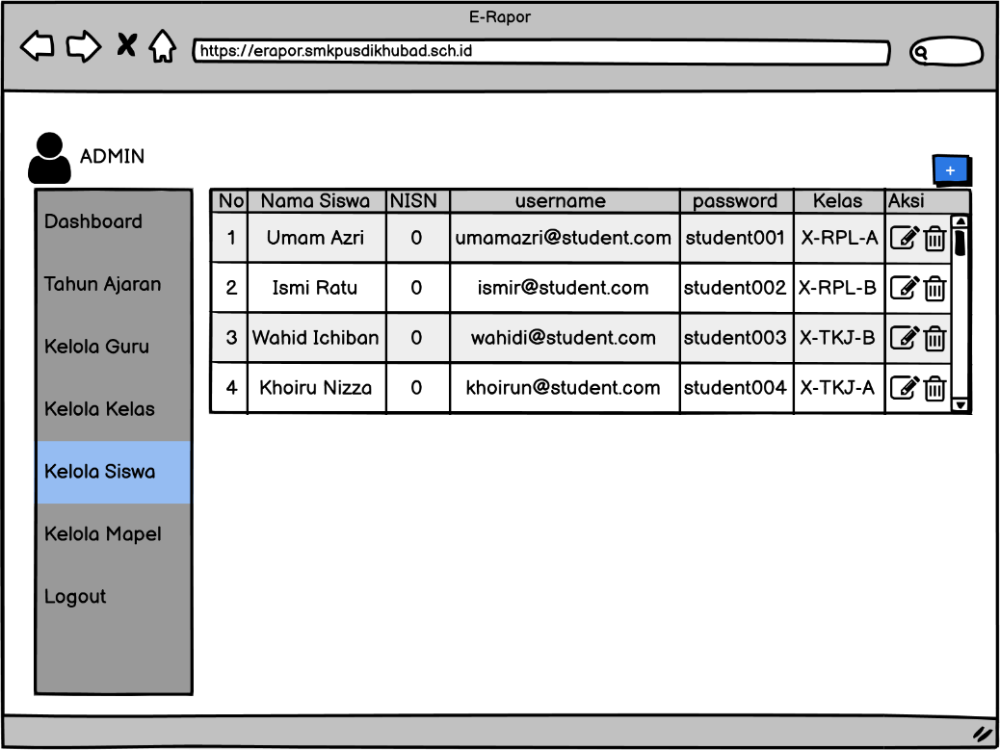 E-Rapor
https://erapor.smkpusdikhubad.sch.id
ADMIN
+
Dashboard
Tahun Ajaran
Kelola Guru
Kelola Kelas
Kelola Siswa
Kelola Mapel
Logout
No Nama Siswa NISN username password Kelas Aksi
1 Umam Azri 0 umamazri@student.com student001 X-RPL-A
2 Ismi Ratu 0 ismir@student.com student002 X-RPL-B
3 Wahid Ichiban 0 wahidi@student.com student003 X-TKJ-B
4 Khoiru Nizza 0 khoirun@student.com student004 X-TKJ-A